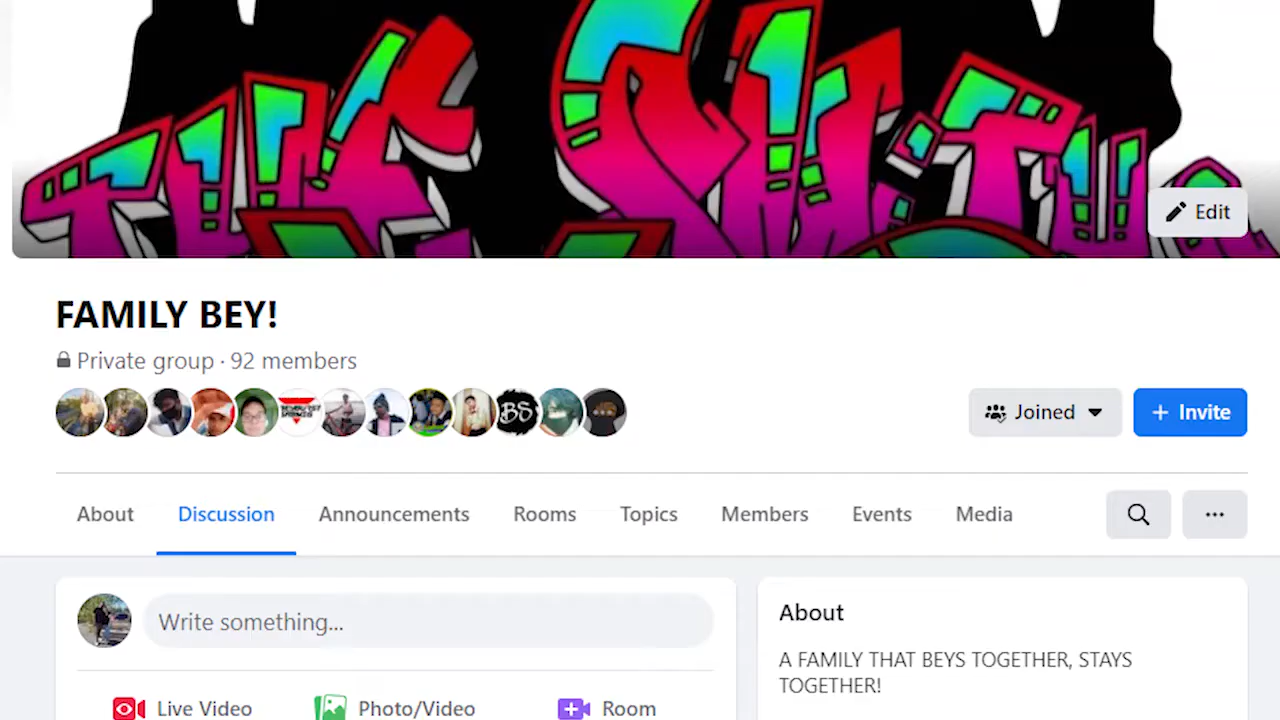 THE
Edit
FAMILY BEY!
Private group · 92 members
BS
Joined
+ Invite
About
Discussion
Announcements
Rooms
Topics
Members
Events
Media
Write something...
Live Video
Photo/Video
Room
About
A FAMILY THAT BEYS TOGETHER, STAYS
TOGETHER!